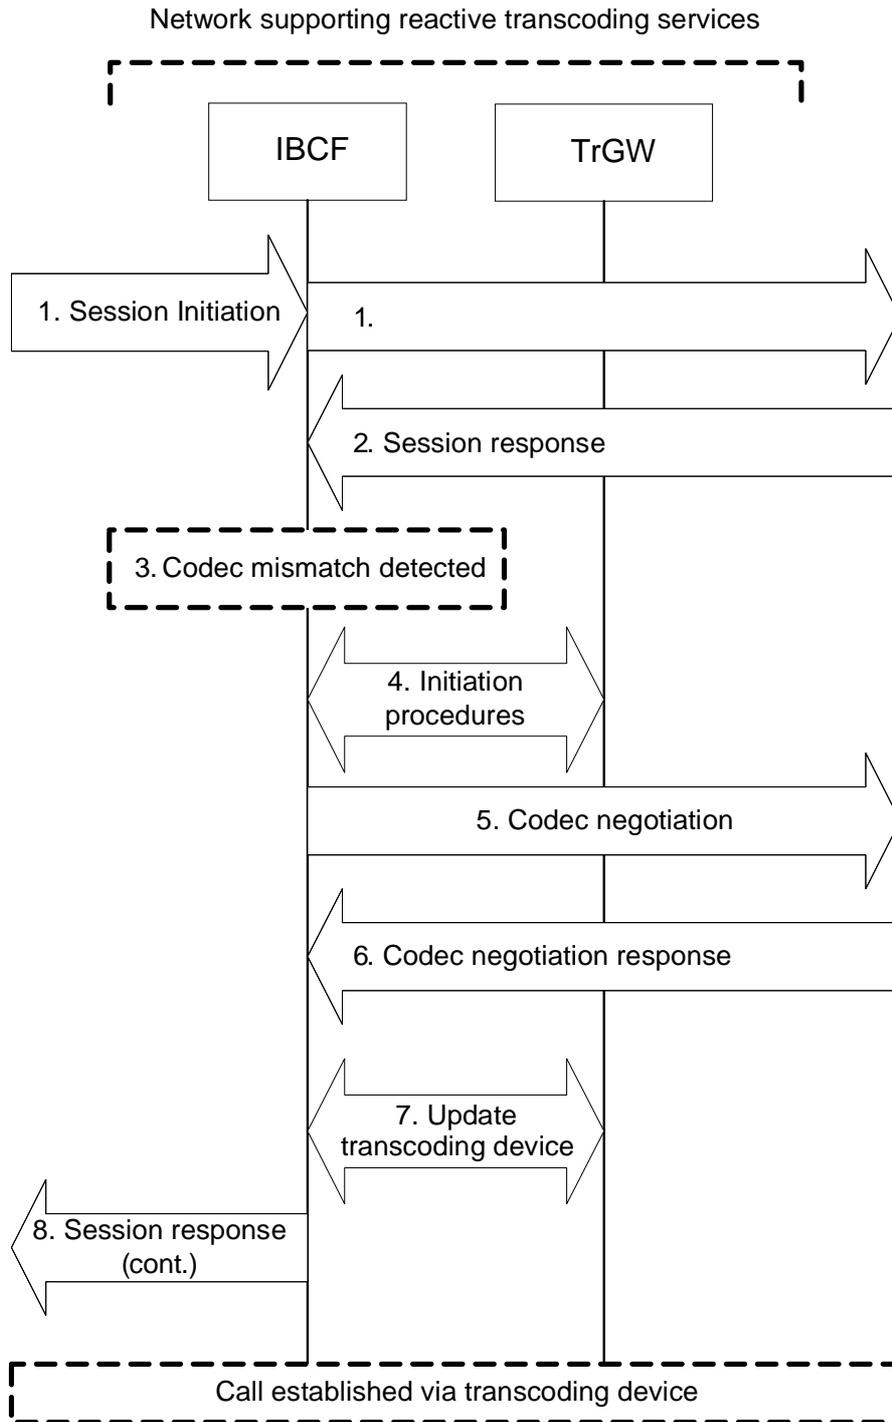 Network supporting reactive transcoding services
IBCF
TrGW
1. Session Initiation
1.
2. Session response
3. Codec mismatch detected
4. Initiation
procedures
5. Codec negotiation
6. Codec negotiation response
7. Update
transcoding device
8. Session response
(cont.)
Call established via transcoding device